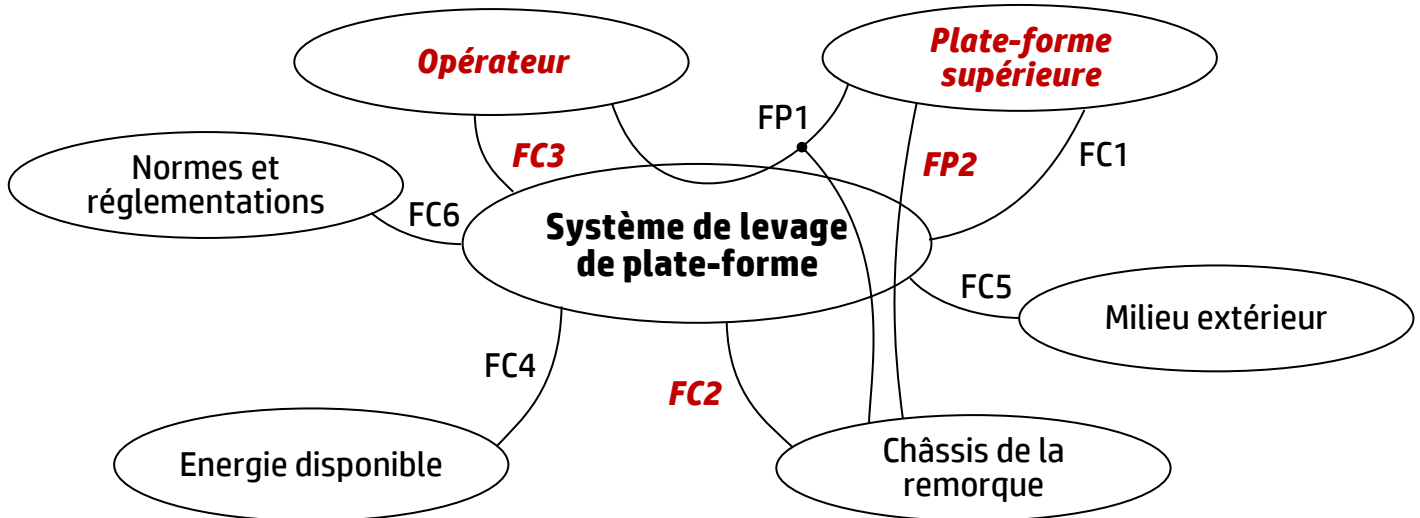 Opérateur
Plate-forme
supérieure
FP1
FC3
FP2
FC1
Normes et
réglementations
FC6
Système de levage
de plate-forme
FC5
Milieu extérieur
FC4
FC2
Energie disponible
Châssis de la
remorque